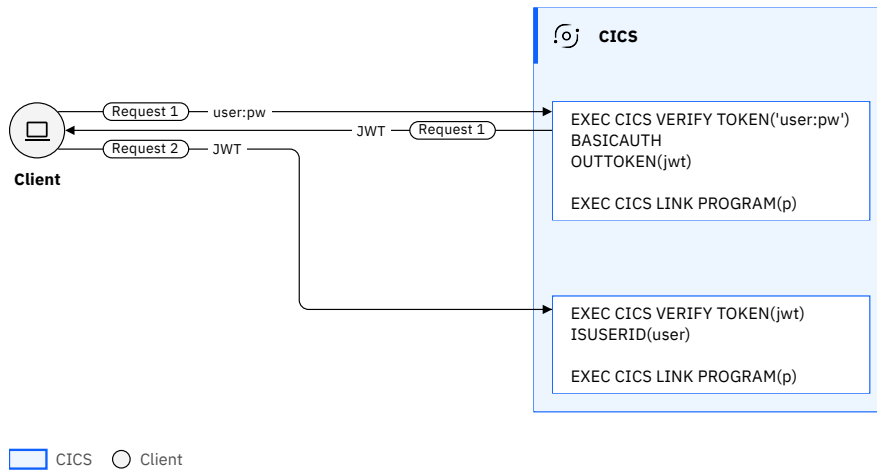 CICS
Request 1
user:pw
EXEC CICS VERIFY TOKEN('user:pw')
BASICAUTH
OUTTOKEN(jwt)
EXEC CICS LINK PROGRAM(p)
JWT
Request 1
Request 2
JWT
Client
EXEC CICS VERIFY TOKEN(jwt)
ISUSERID(user)
EXEC CICS LINK PROGRAM(p)
CICS
Client